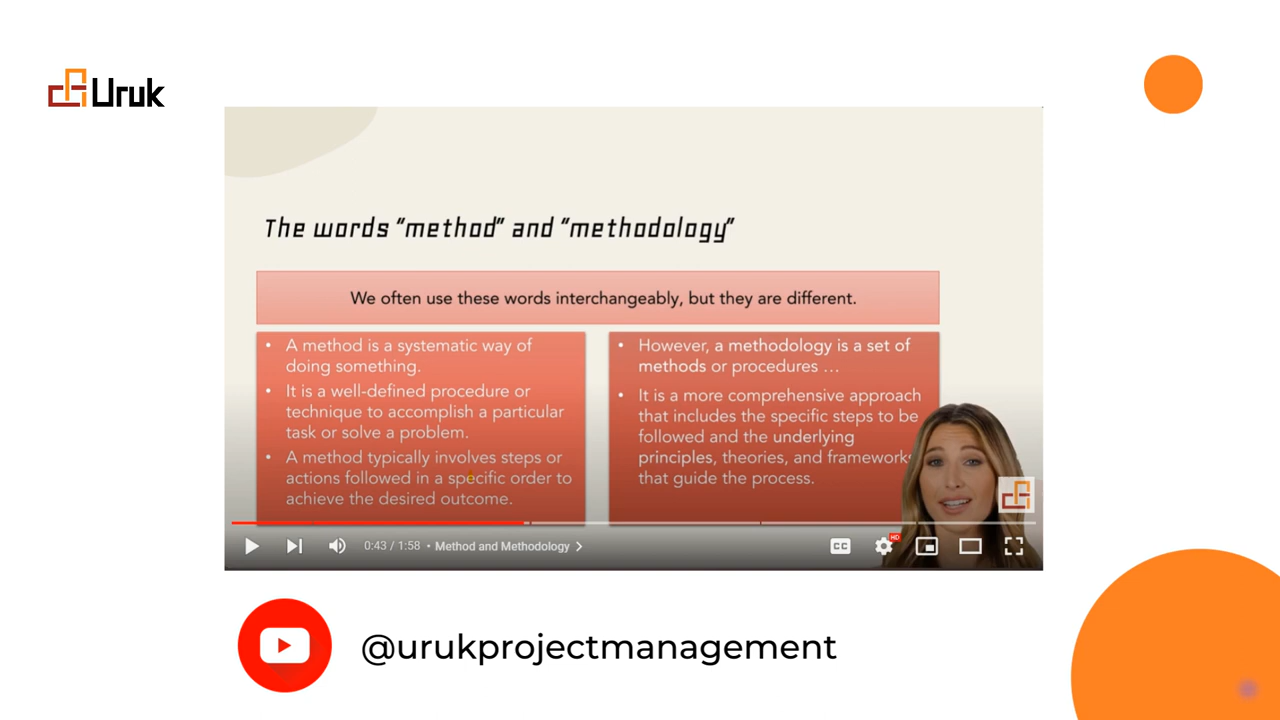 Uruk
The words “method” and “methodology”
We often use these words interchangeably, but they are different.
• A method is a systematic way of
doing something.
• It is a well-defined procedure or
technique to accomplish a particular
task or solve a problem.
• A method typically involves steps or
actions followed in a specific order to
achieve the desired outcome.
• However, a methodology is a set of
methods or procedures ...
• It is a more comprehensive approach
that includes the specific steps to be
followed and the underlying
principles, theories, and frameworks
that guide the process.
0:43 / 1:58 • Method and Methodology
CC
HD
@urukprojectmanagement